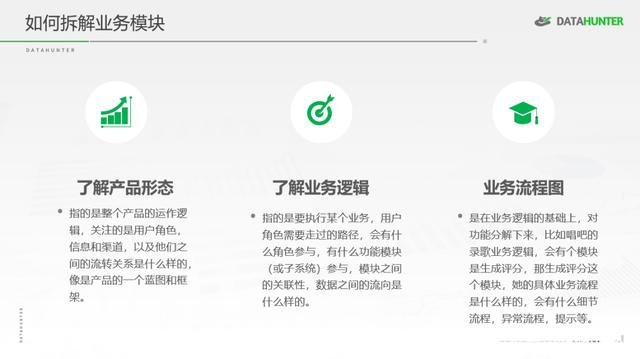 如何拆解业务模块
DATAHUNTER
DATAHUNTER
了解产品形态
指的是整个产品的运作逻
辑，关注的是用户角色，
信息和渠道，以及他们之
间的流转关系是什么样的，
像是产品的一个蓝图和框
架。
了解业务逻辑
指的是要执行某个业务，用户
角色需要走过的路径，会有什
么角色参与，有什么功能模块
（或子系统）参与，模块之间
的关联性，数据之间的流向是
什么样的。
业务流程图
是在业务逻辑的基础上，对
功能分解下来，比如唱吧的
录歌业务逻辑，会有个模块
是生成评分，那生成评分这
个模块，她的具体业务流程
是什么样的，会有什么细节
流程，异常流程，提示等。
DATAHUNTER